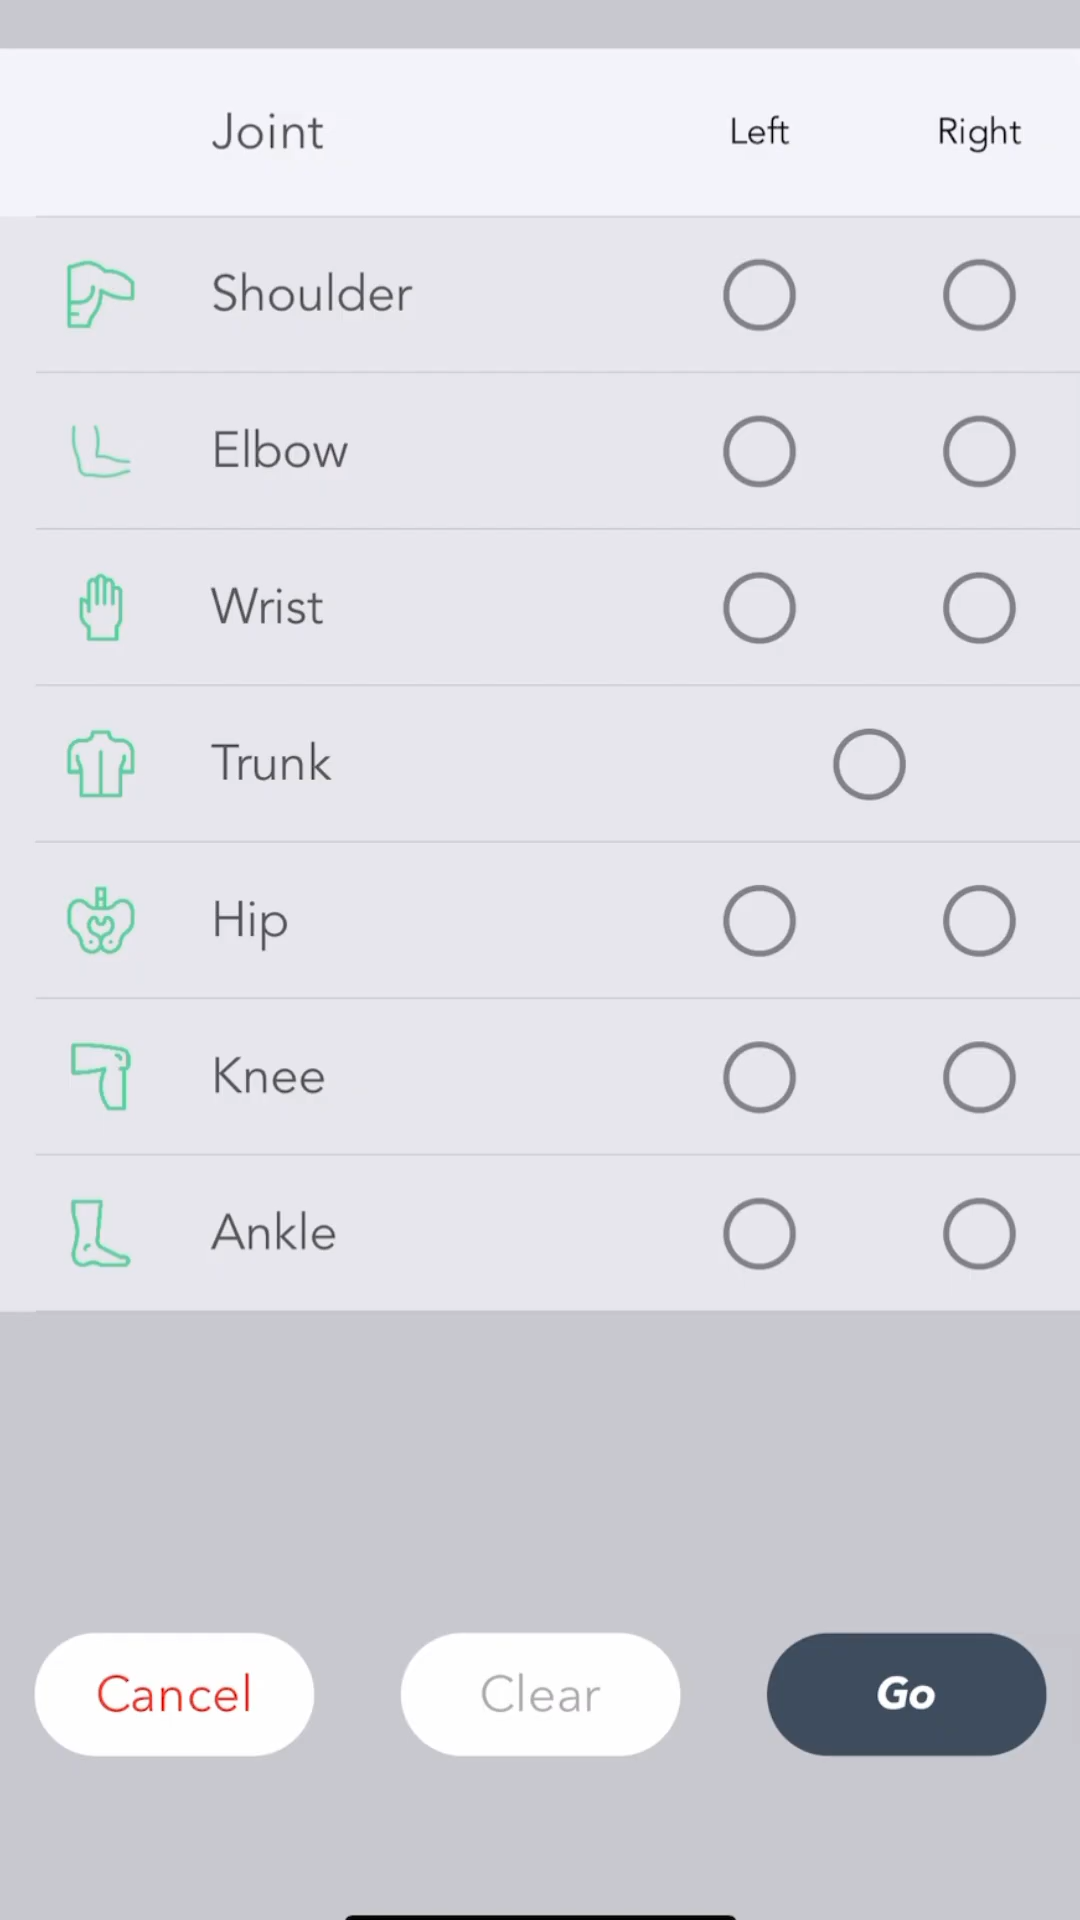 Joint Left Right
Shoulder
Elbow
Wrist
Trunk
Hip
Knee
Ankle
Cancel Clear Go